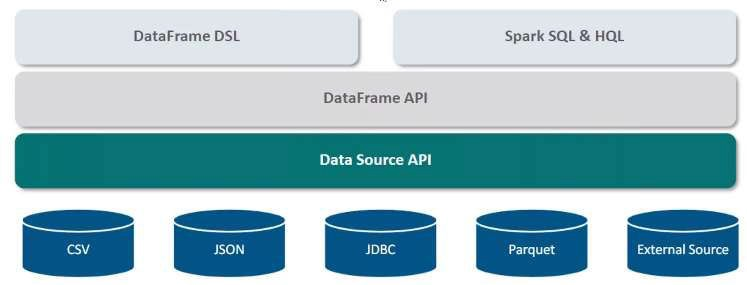 DataFrame DSL
Spark SQL & HQL
DataFrame API
Data Source API
CSV
JSON
JDBC
Parquet
External Source